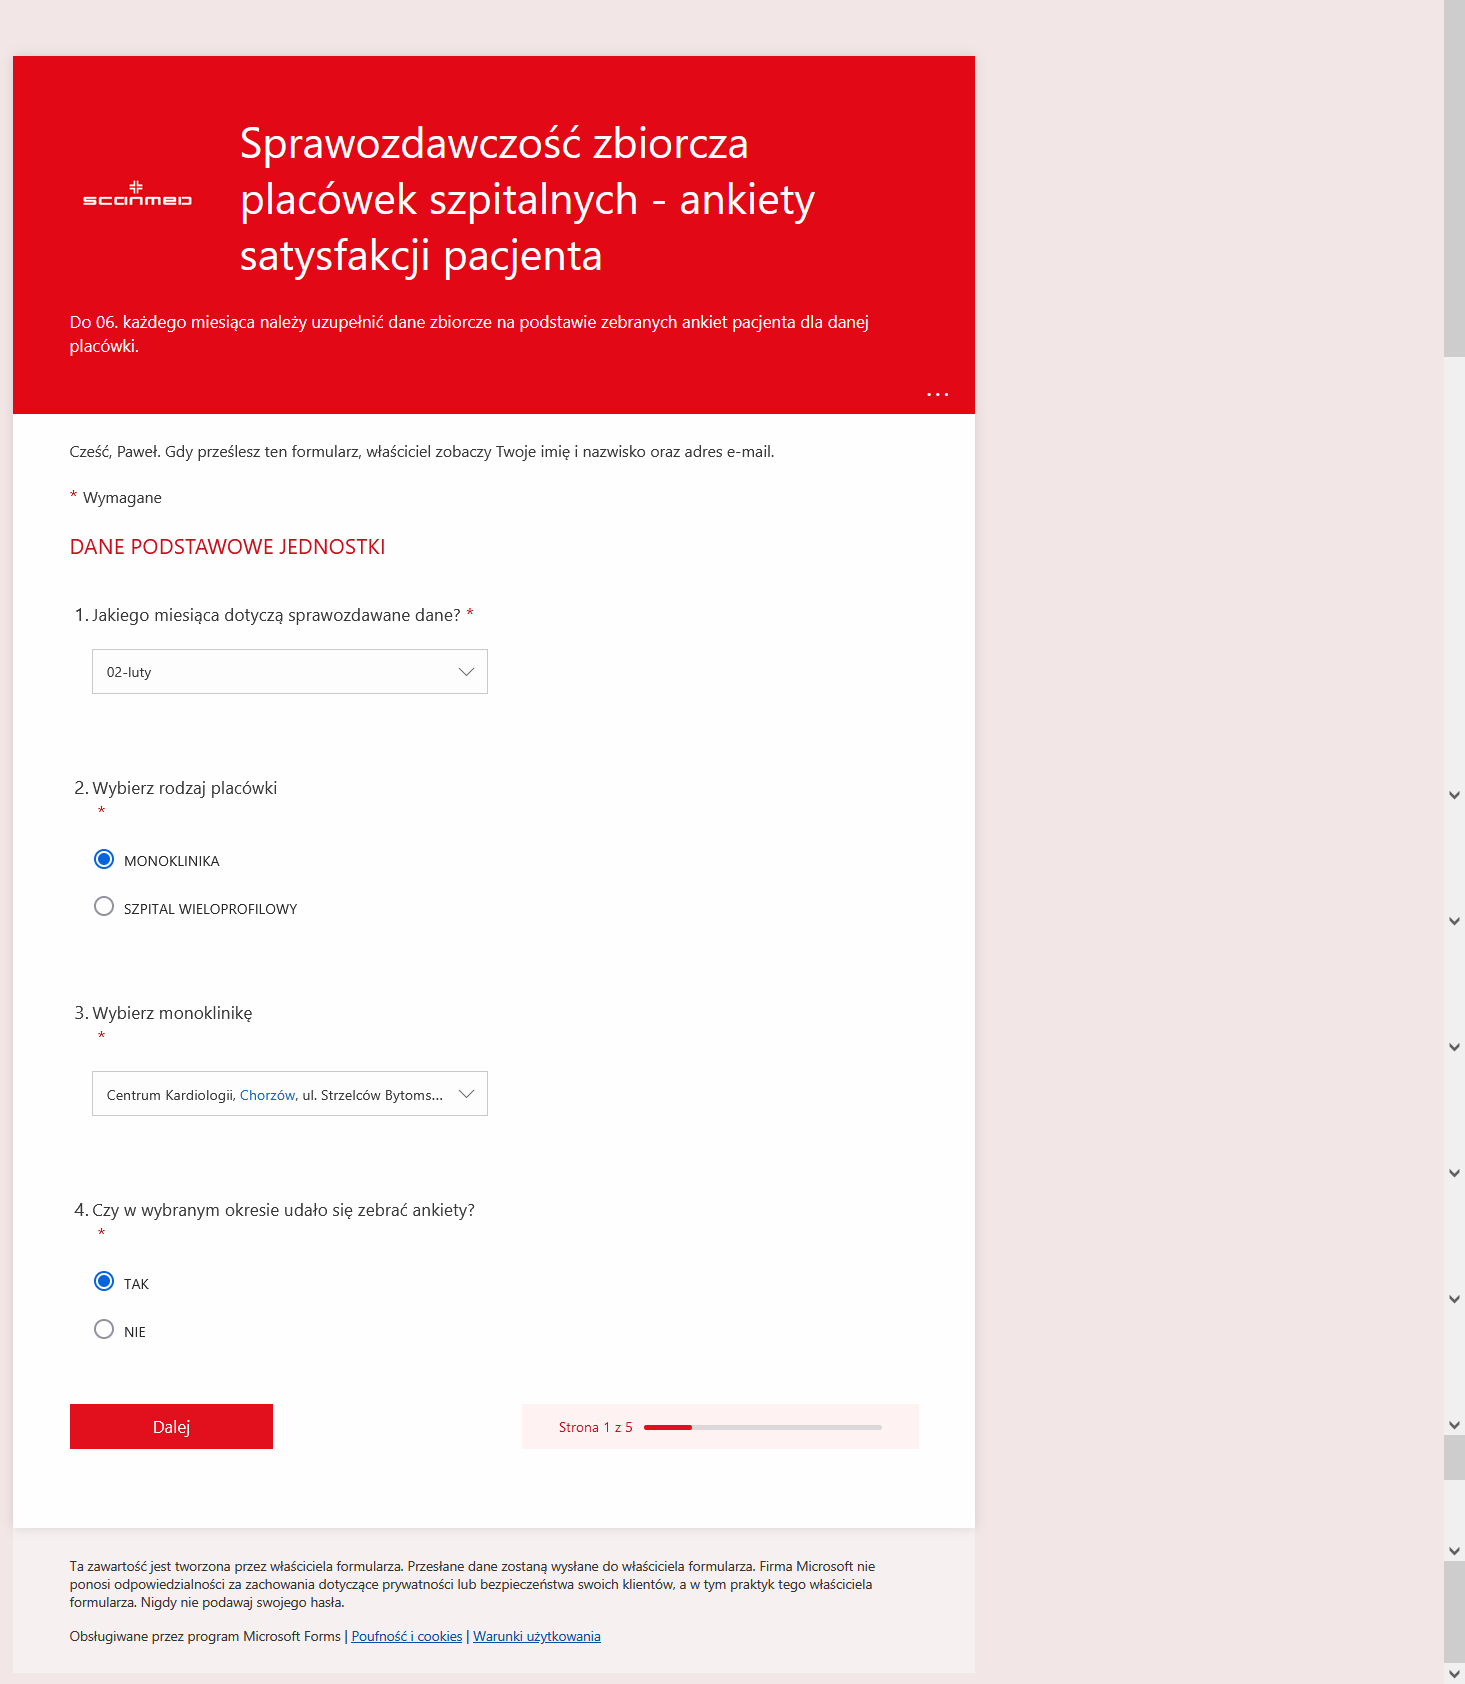 scanmed
Sprawozdawczość zbiorcza
placówek szpitalnych - ankiety
satysfakcji pacjenta
Do 06. każdego miesiąca należy uzupełnić dane zbiorcze na podstawie zebranych ankiet pacjenta dla danej
placówki.
...
Cześć, Paweł. Gdy prześlesz ten formularz, właściciel zobaczy Twoje imię i nazwisko oraz adres e-mail.
* Wymagane
DANE PODSTAWOWE JEDNOSTKI
1. Jakiego miesiąca dotyczą sprawozdawane dane? *
02-luty
2. Wybierz rodzaj placówki
*
MONOKLINIKA
SZPITAL WIELOPROFILOWY
3. Wybierz monoklinikę
*
Centrum Kardiologii, Chorzów, ul. Strzelców Bytoms...
4. Czy w wybranym okresie udało się zebrać ankiety?
*
TAK
NIE
Dalej
Strona 1 z 5
Ta zawartość jest tworzona przez właściciela formularza. Przesłane dane zostaną wysłane do właściciela formularza. Firma Microsoft nie
ponosi odpowiedzialności za zachowania dotyczące prywatności lub bezpieczeństwa swoich klientów, a w tym praktyk tego właściciela
formularza. Nigdy nie podawaj swojego hasła.
Obsługiwane przez program Microsoft Forms | Poufność i cookies | Warunki użytkowania